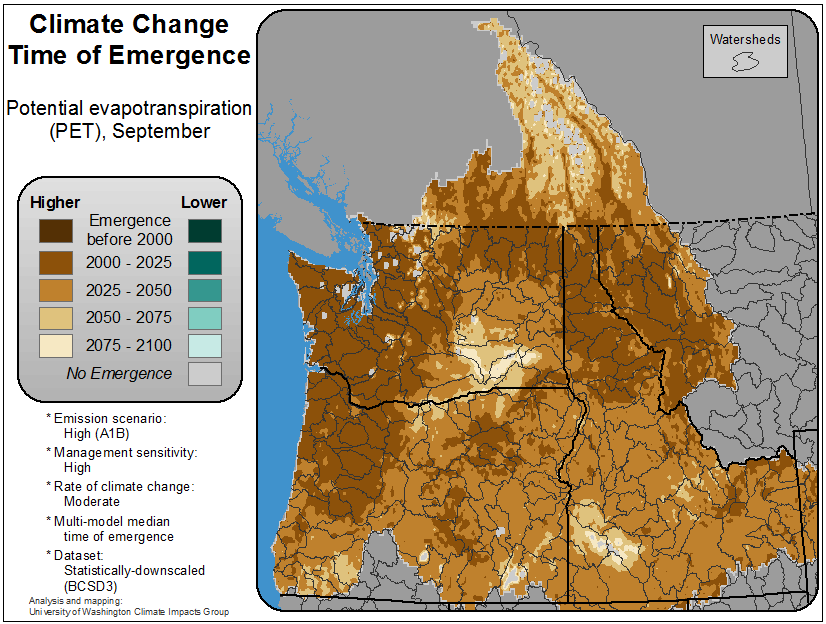 Climate Change
Time of Emergence
Potential evapotranspiration
(PET), September
Higher
Lower
Emergence
before 2000
2000 - 2025
2025 - 2050
2050 - 2075
2075 - 2100
No Emergence
* Emission scenario:
High (A1B)
* Management sensitivity:
High
* Rate of climate change:
Moderate
* Multi-model median
time of emergence
* Dataset:
Statistically-downscaled
(BCSD3)
Analysis and mapping:
University of Washington Climate Impacts Group
Watersheds